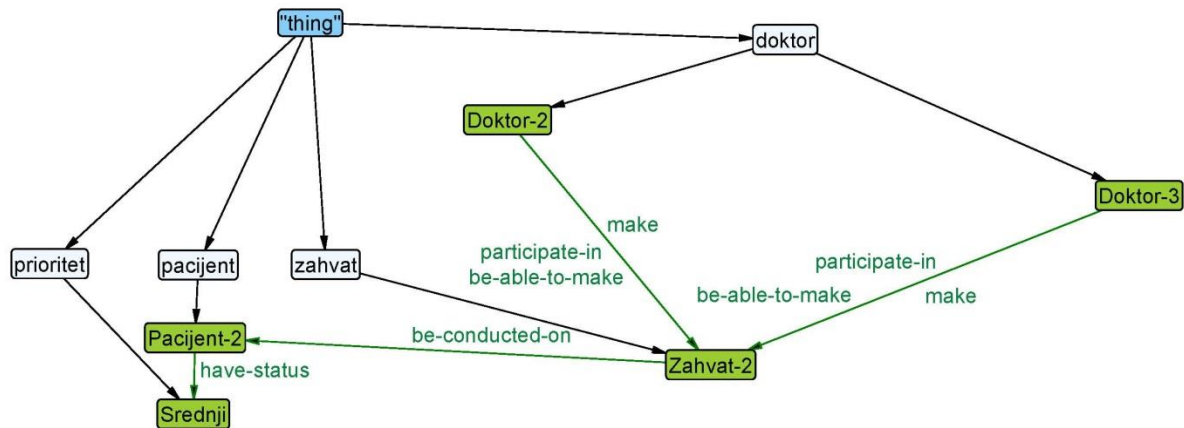 "thing"
doktor
Doktor-2
Doktor-3
make
participate-in
be-able-to-make
participate-in
be-able-to-make
make
prioritet
pacijent
zahvat
Pacijent-2
be-conducted-on
Zahvat-2
have-status
Srednji